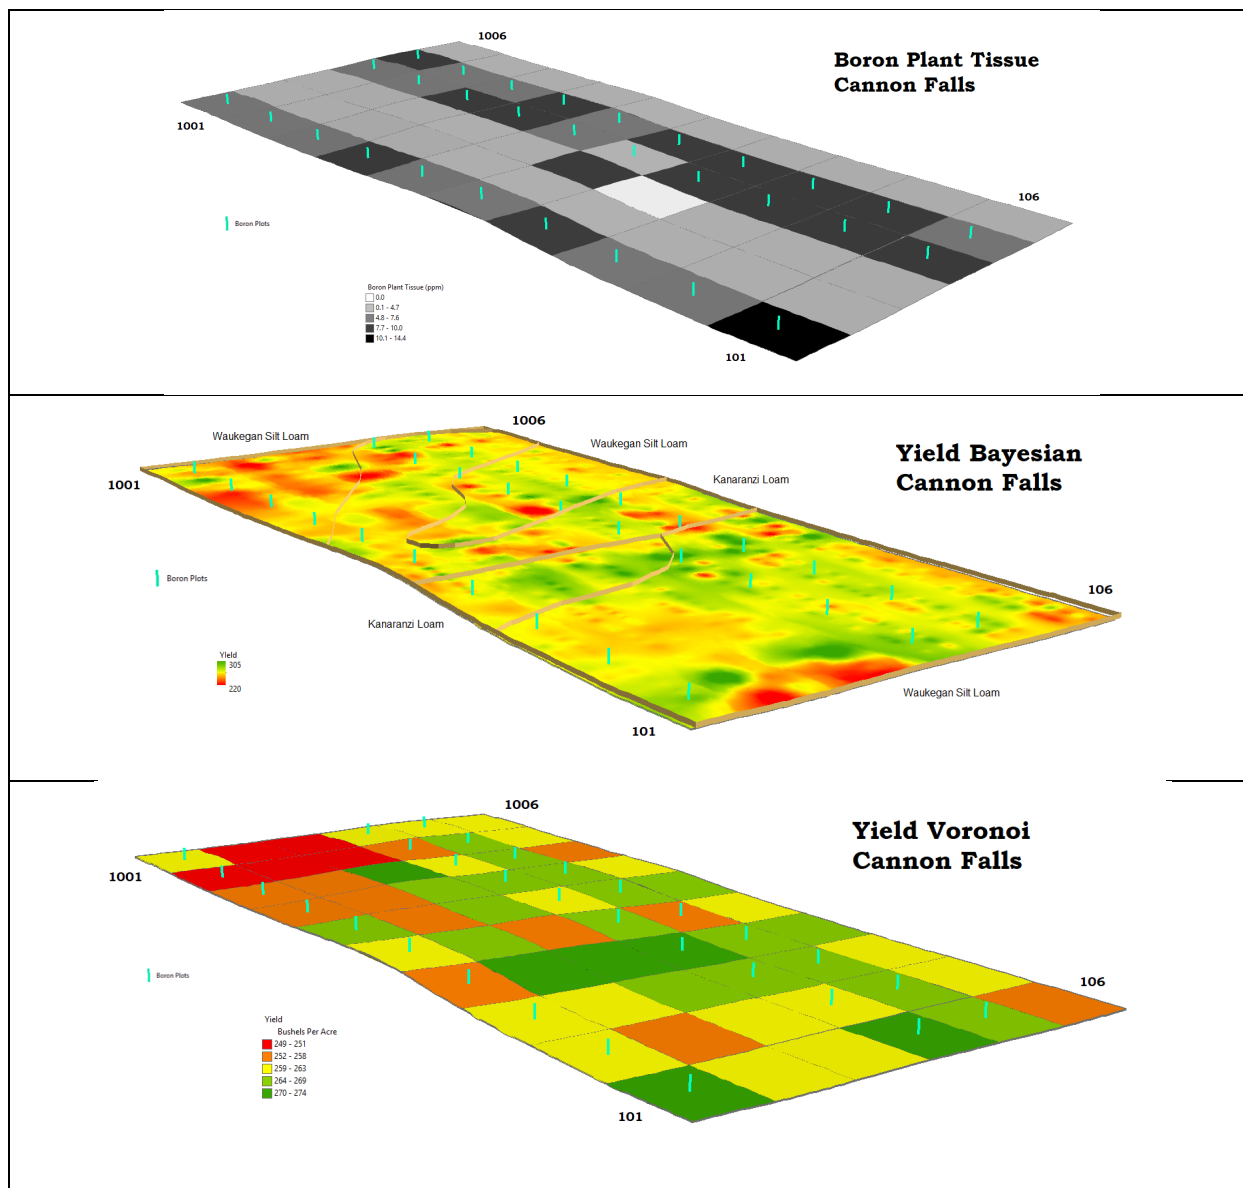 1006
Boron Plant Tissue
Cannon Falls
1001
106
Boron Plots
Boron Plant Tissue (ppm)
0.0
0.1 - 4.7
4.8 - 7.6
7.7 - 10.0
10.1 - 14.4
101
1006
Waukegan Silt Loam
Waukegan Silt Loam
Yield Bayesian
Cannon Falls
Kanaranzi Loam
1001
Boron Plots
106
Kanaranzi Loam
Yield
305
220
Waukegan Silt Loam
101
1006
Yield Voronoi
Cannon Falls
1001
Boron Plots
106
Yield
Bushels Per Acre
249 - 251
252 - 258
259 - 263
264 - 269
270 - 274
101